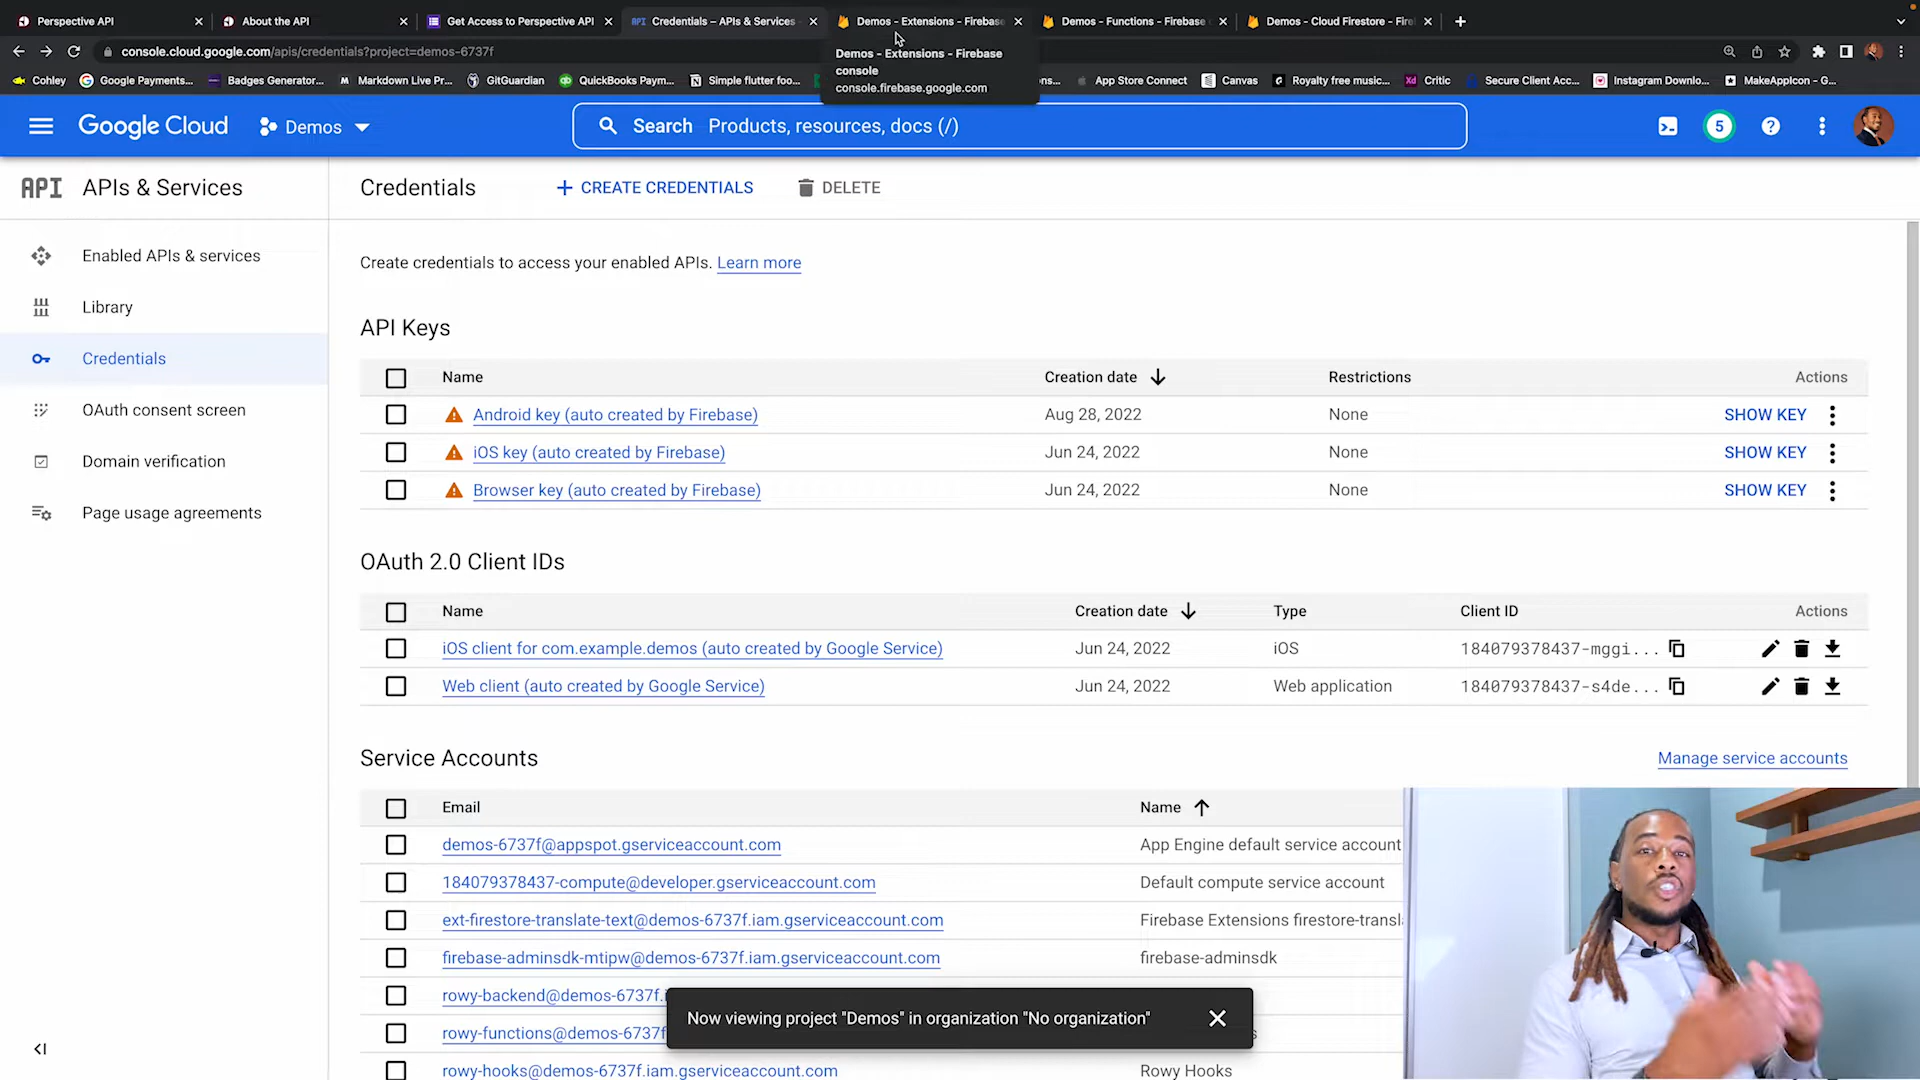 Perspective API
About the API
Get Access to Perspective API
API Credentials – APIs & Services
Demos - Extensions - Firebase
Demos - Functions - Firebase
Demos - Cloud Firestore - Fire
console.cloud.google.com/apis/credentials?project=demos-6737f
Demos - Extensions - Firebase
console
console.firebase.google.com
Cohley
Google Payments...
Badges Generator...
Markdown Live Pr...
GitGuardian
QuickBooks Paym...
Simple flutter foo...
ons...
App Store Connect
Canvas
Royalty free music...
Xd Critic
Secure Client Acc...
Instagram Downlo...
MakeAppIcon - G...
Google Cloud
Demos
Search Products, resources, docs (/)
5
API APIs & Services
Credentials
+ CREATE CREDENTIALS
DELETE
Enabled APIs & services
Library
Credentials
OAuth consent screen
Domain verification
Page usage agreements
Create credentials to access your enabled APIs. Learn more
API Keys
Name Creation date Restrictions Actions
Android key (auto created by Firebase) Aug 28, 2022 None SHOW KEY
iOS key (auto created by Firebase) Jun 24, 2022 None SHOW KEY
Browser key (auto created by Firebase) Jun 24, 2022 None SHOW KEY
OAuth 2.0 Client IDs
Name Creation date Type Client ID Actions
iOS client for com.example.demos (auto created by Google Service) Jun 24, 2022 iOS 184079378437-mggi...
Web client (auto created by Google Service) Jun 24, 2022 Web application 184079378437-s4de...
Service Accounts
Manage service accounts
Email Name
demos-6737f@appspot.gserviceaccount.com App Engine default service account
184079378437-compute@developer.gserviceaccount.com Default compute service account
ext-firestore-translate-text@demos-6737f.iam.gserviceaccount.com Firebase Extensions firestore-transl
firebase-adminsdk-mtipw@demos-6737f.iam.gserviceaccount.com firebase-adminsdk
rowy-backend@demos-6737f.i
rowy-functions@demos-6737f
rowy-hooks@demos-6737f.iam.gserviceaccount.com Rowy Hooks
Now viewing project "Demos" in organization "No organization"